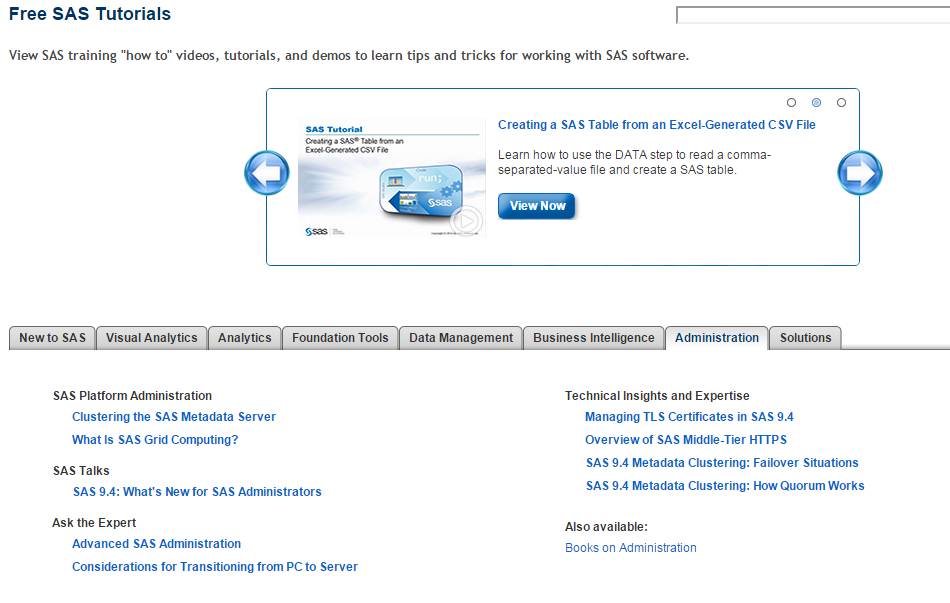 Free SAS Tutorials
View SAS training "how to" videos, tutorials, and demos to learn tips and tricks for working with SAS software.
SAS Tutorial
Creating a SAS® Table from an
Excel-Generated CSV File
run;
sas
sas
Creating a SAS Table from an Excel-Generated CSV File
Learn how to use the DATA step to read a comma-
separated-value file and create a SAS table.
View Now
New to SAS Visual Analytics Analytics Foundation Tools Data Management Business Intelligence Administration Solutions
SAS Platform Administration
Clustering the SAS Metadata Server
What Is SAS Grid Computing?
SAS Talks
SAS 9.4: What's New for SAS Administrators
Ask the Expert
Advanced SAS Administration
Considerations for Transitioning from PC to Server
Technical Insights and Expertise
Managing TLS Certificates in SAS 9.4
Overview of SAS Middle-Tier HTTPS
SAS 9.4 Metadata Clustering: Failover Situations
SAS 9.4 Metadata Clustering: How Quorum Works
Also available:
Books on Administration